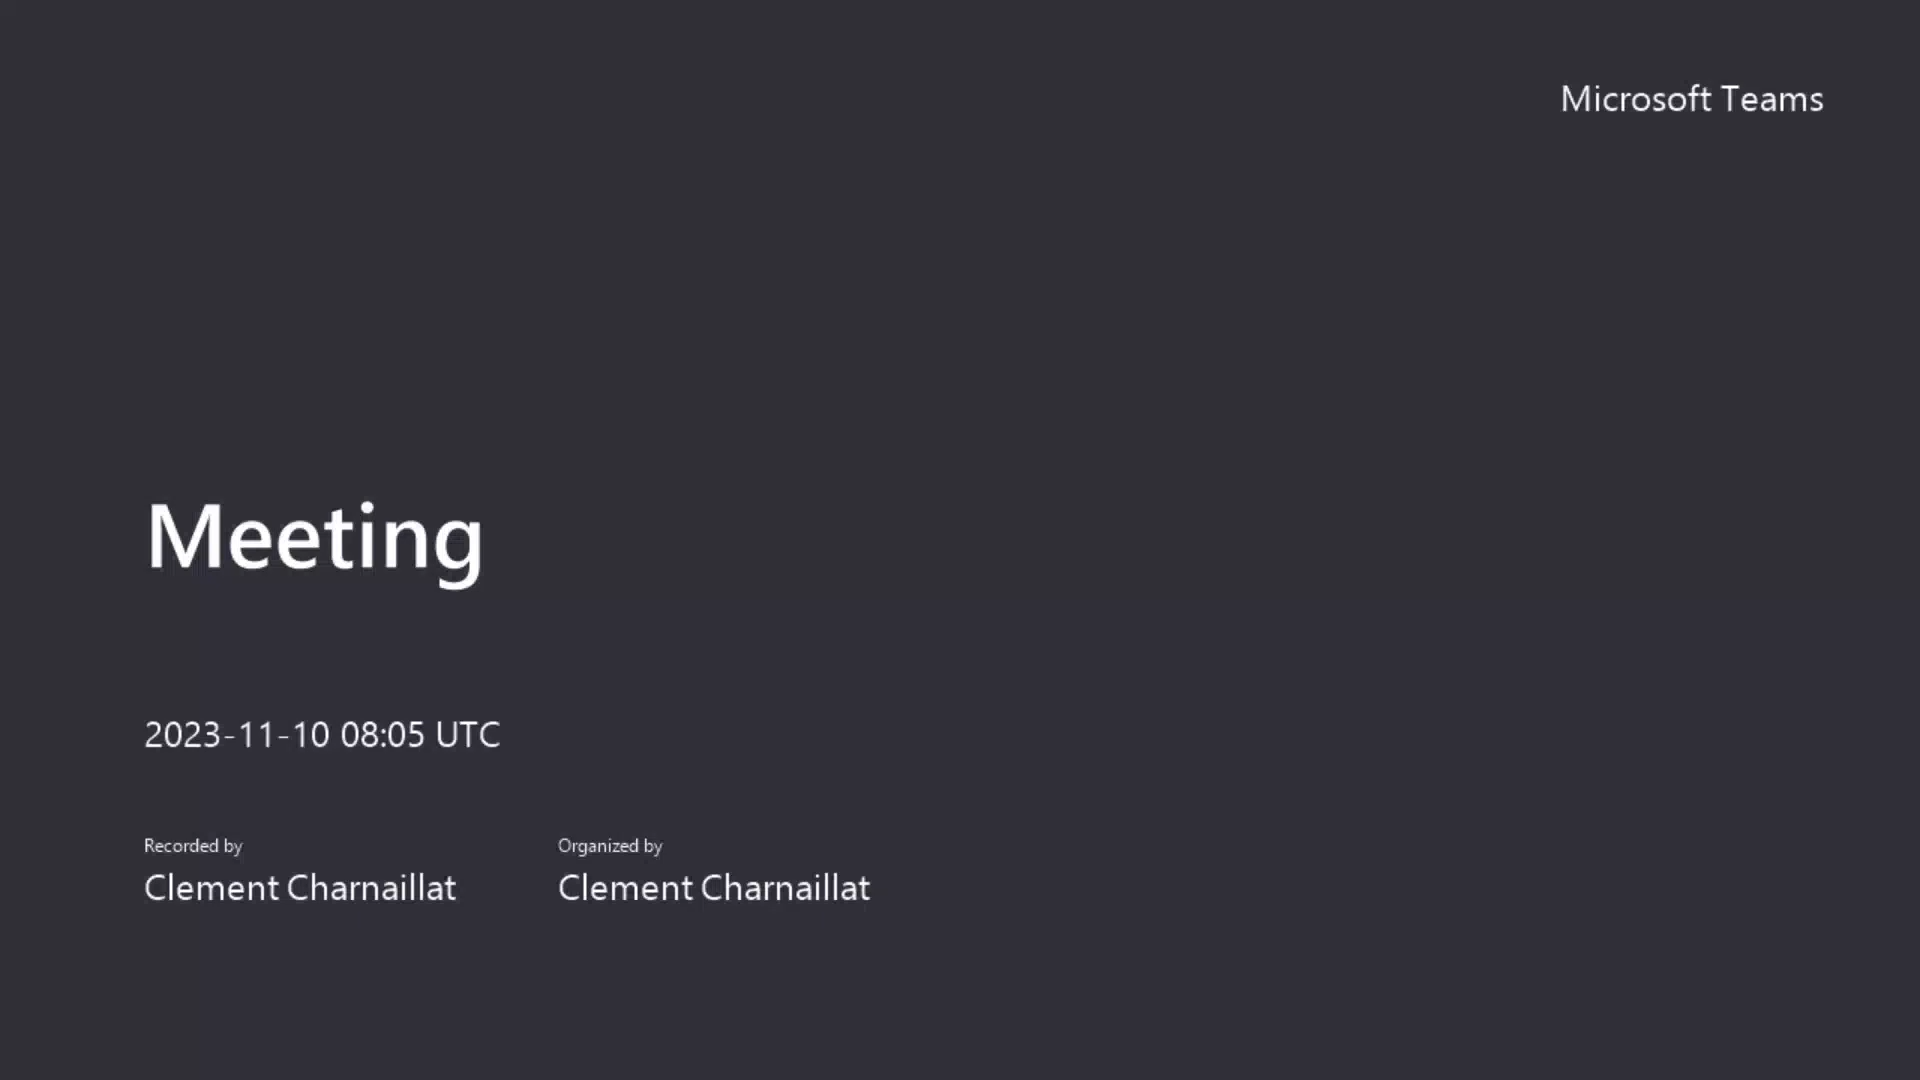 Microsoft Teams
Meeting
2023-11-10 08:05 UTC
Recorded by
Clement Charnaillat
Organized by
Clement Charnaillat